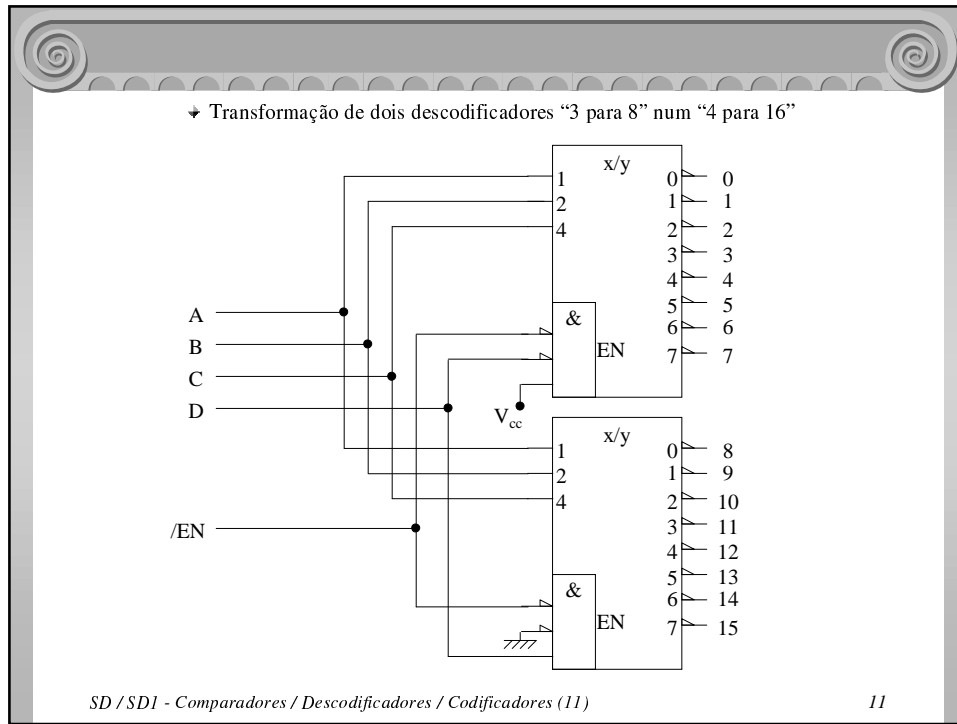 Transformação de dois descodificadores “3 para 8” num “4 para 16”
x/y
1 0 0
2 1 1
4 2 2
3 3
4 4
5 5
& 6 6
EN 7 7
A
B
C
D
Vcc
x/y
1 0 8
2 1 9
4 2 10
/EN 3 11
4 12
5 13
& 6 14
EN 7 15
SD / SD1 - Comparadores / Descodificadores / Codificadores (11) 11